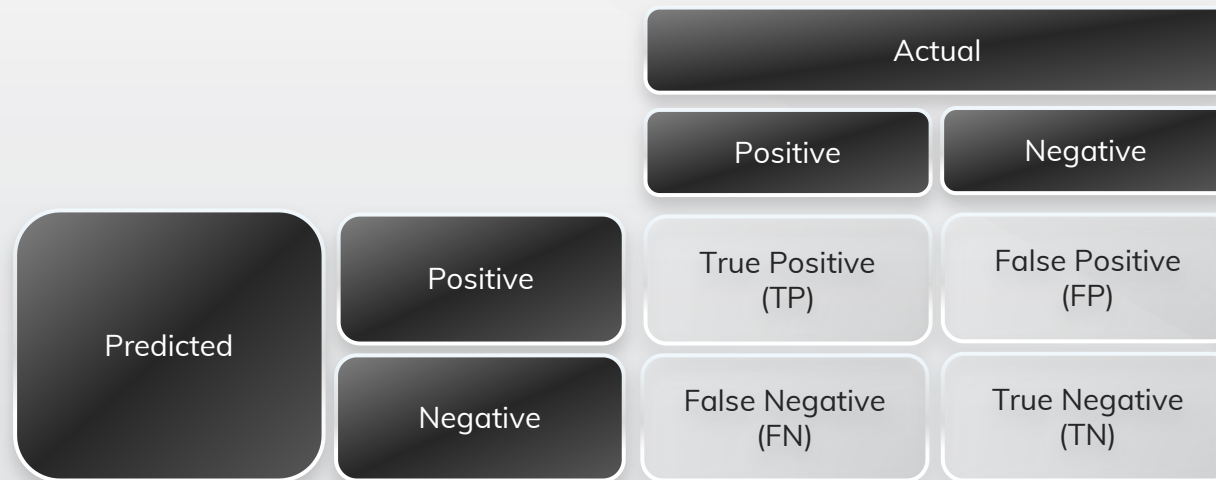 Actual
Positive
Negative
Positive
True Positive
(TP)
False Positive
(FP)
Predicted
Negative
False Negative
(FN)
True Negative
(TN)